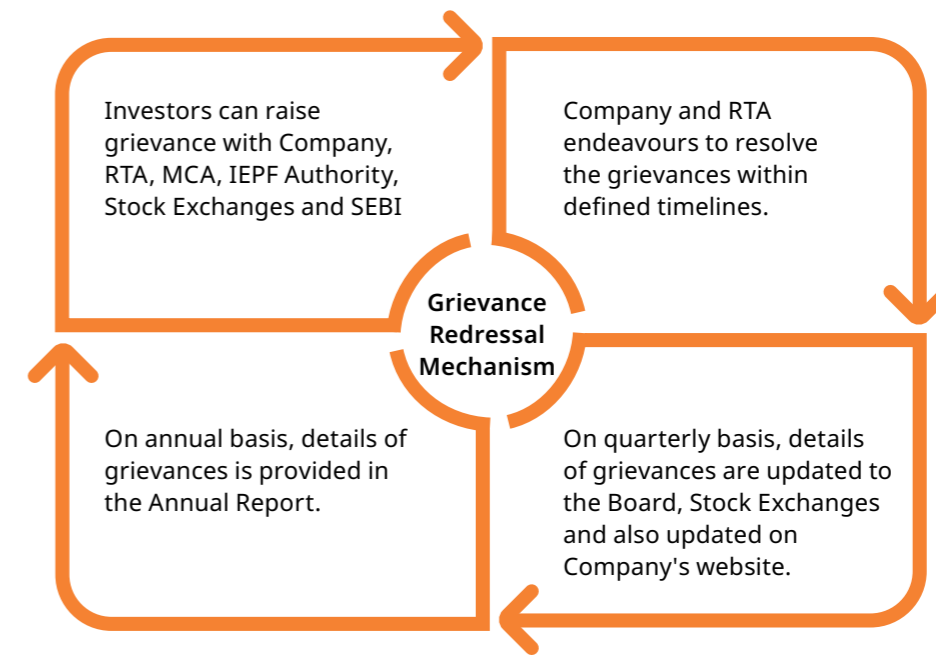 Investors can raise
grievance with Company,
RTA, MCA, IEPF Authority,
Stock Exchanges and SEBI
Company and RTA
endeavours to resolve
the grievances within
defined timelines.
Grievance
Redressal
Mechanism
On annual basis, details of
grievances is provided in
the Annual Report.
On quarterly basis, details
of grievances are updated to
the Board, Stock Exchanges
and also updated on
Company's website.